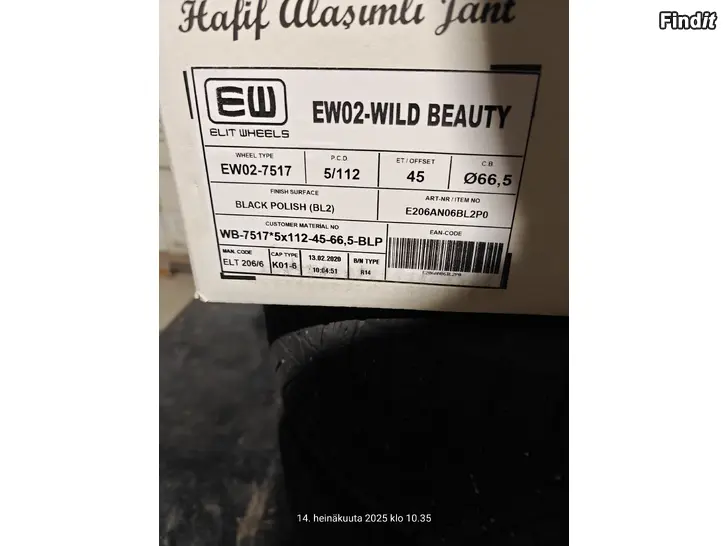 Findit
Hafif Alaşımlı Jant
EW
ELIT WHEELS
EW02-WILD BEAUTY
WHEEL TYPE
EW02-7517
P.C.D
5/112
ET / OFFSET
45
C.B
Ø66,5
FINISH SURFACE
BLACK POLISH (BL2)
ART-NR / ITEM NO
E206AN06BL2P0
CUSTOMER MATERIAL NO
WB-7517*5x112-45-66,5-BLP
EAN-CODE
E206AN06BL2P0
MAN. CODE
ELT 206/6
CAP TYPE
K01-6
13.02.2020
10:04:51
B/N TYPE
R14
14. heinäkuuta 2025 klo 10.35